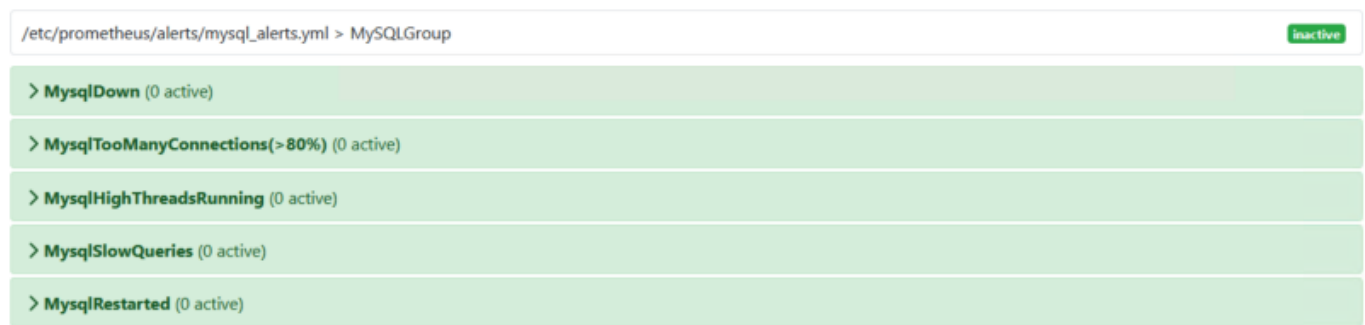 /etc/prometheus/alerts/mysql_alerts.yml > MySQLGroup inactive
> MysqlDown (0 active)
> MysqlTooManyConnections(>80%) (0 active)
> MysqlHighThreadsRunning (0 active)
> MysqlSlowQueries (0 active)
> MysqlRestarted (0 active)